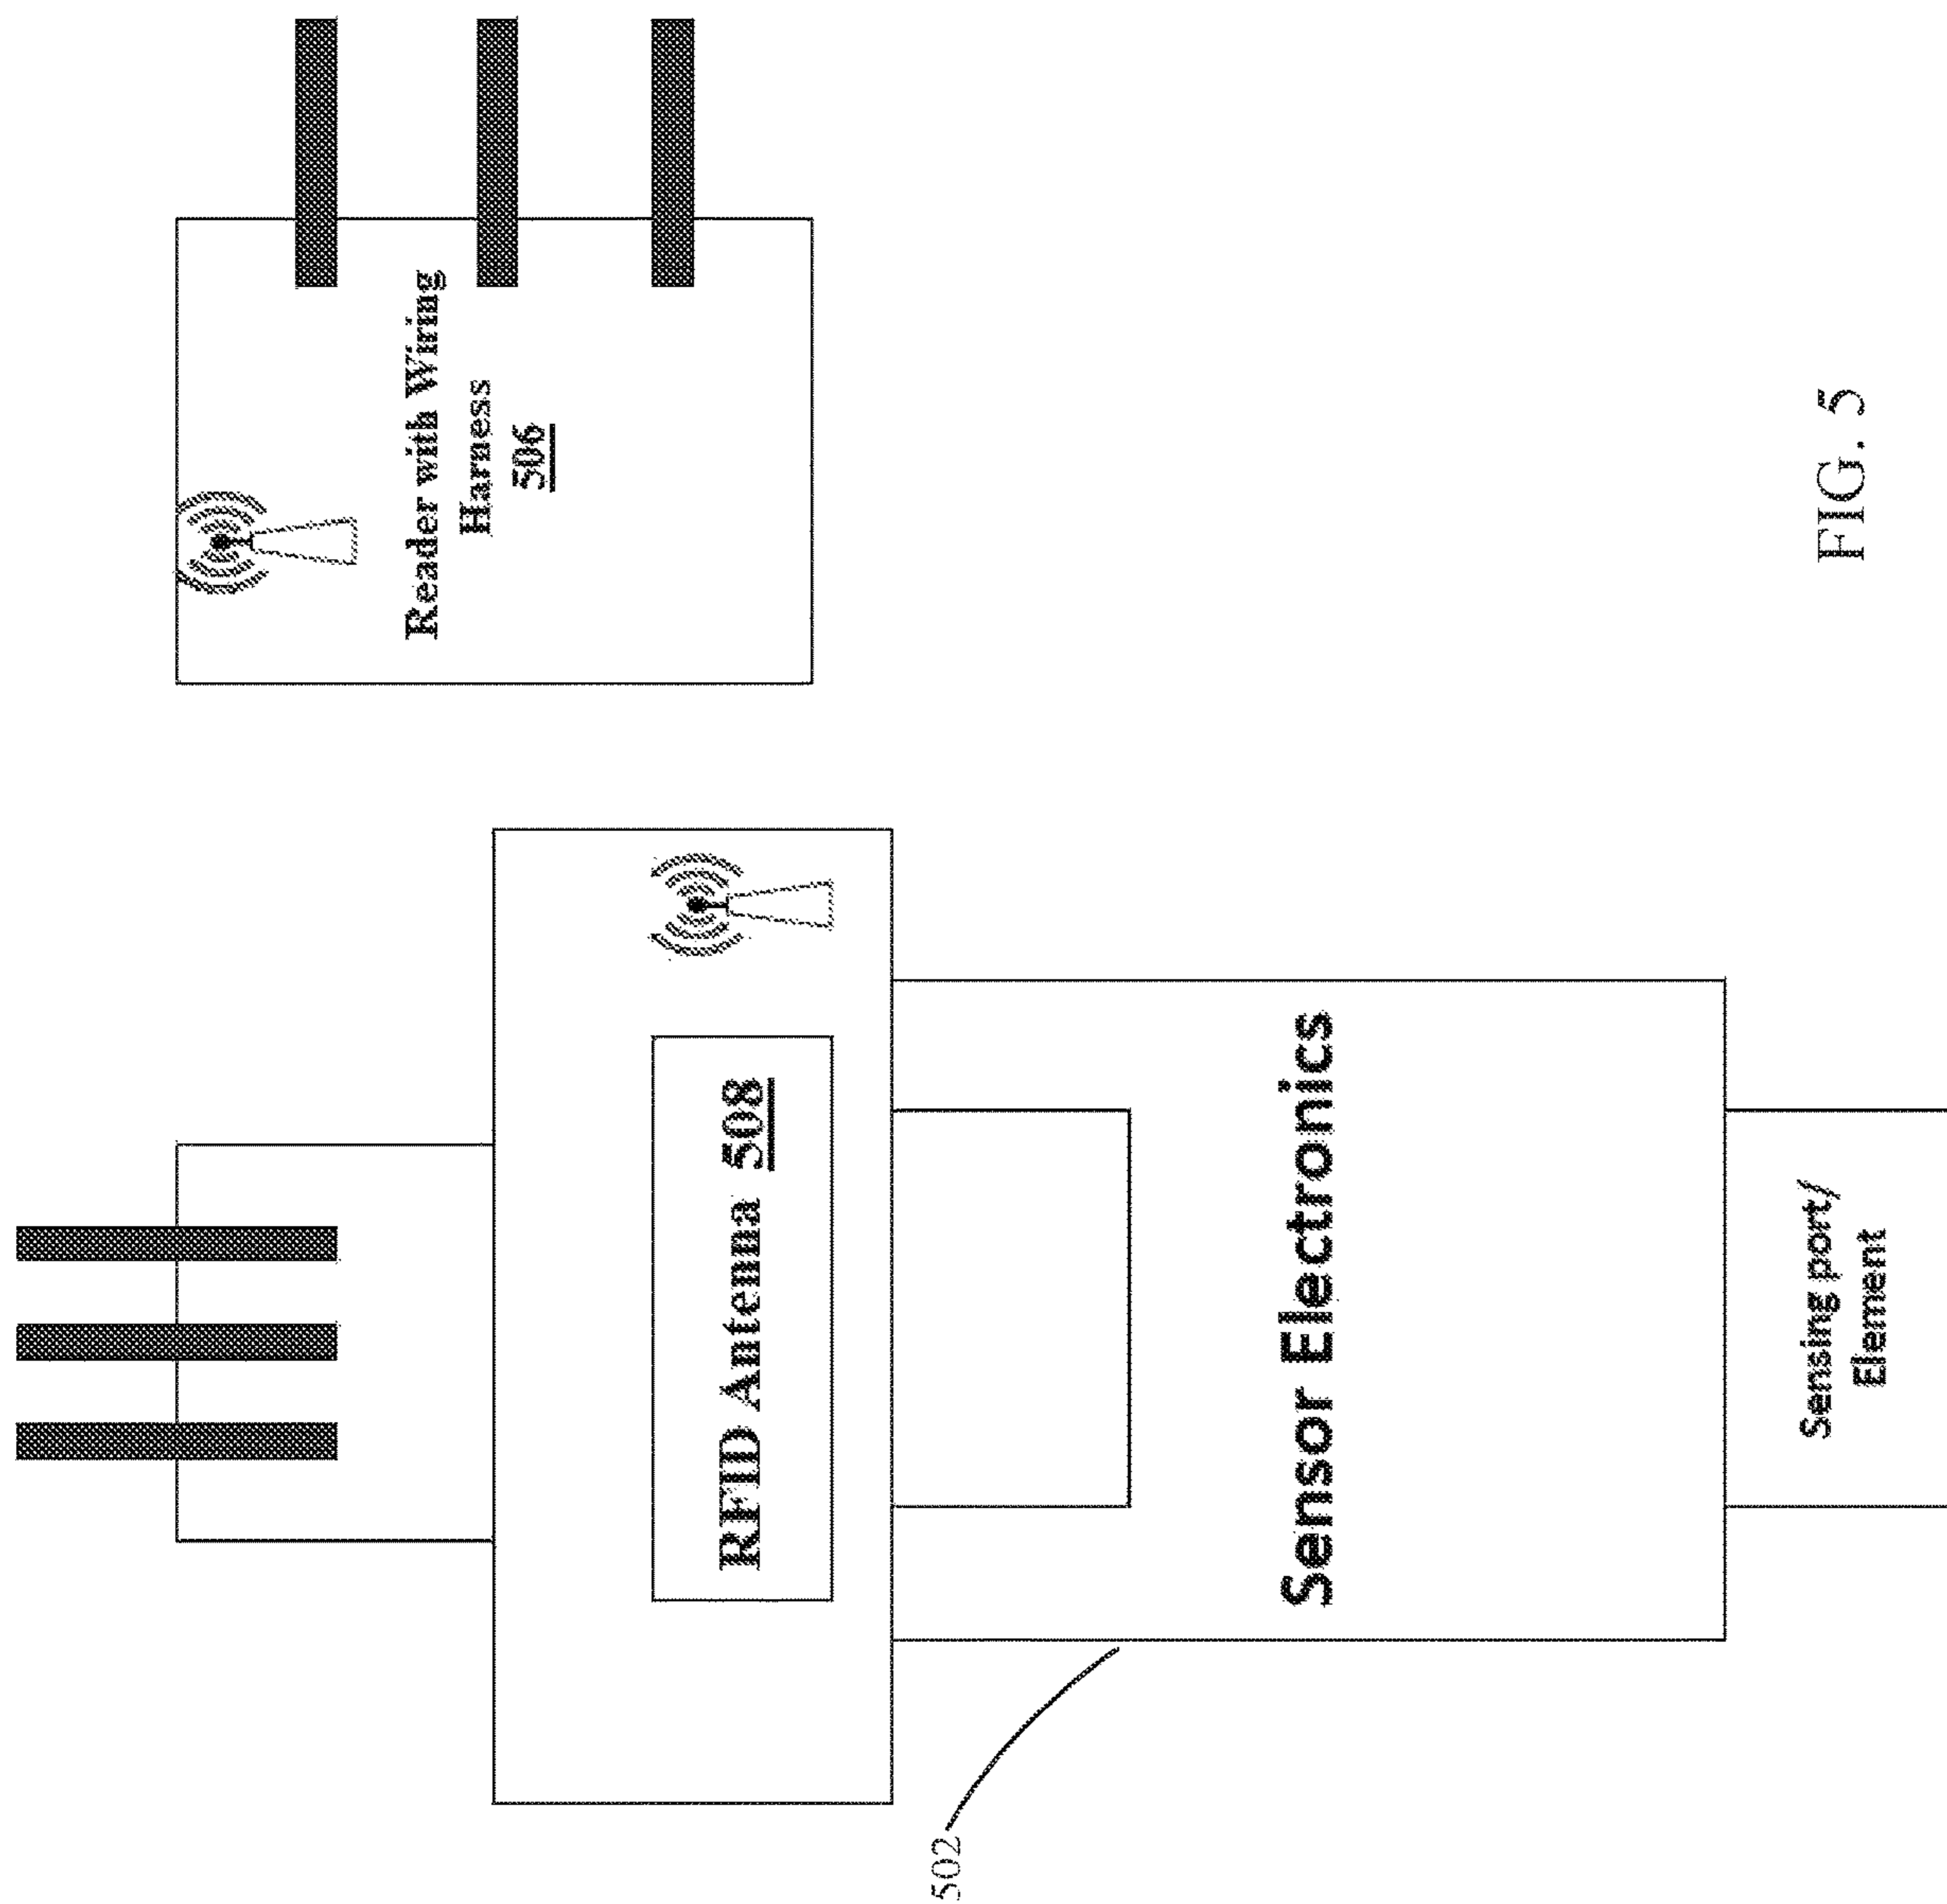 Reader with Wiring
Harness
506
RFID Antenna 508
Sensor Electronics
Sensing port/
Element
502
FIG. 5